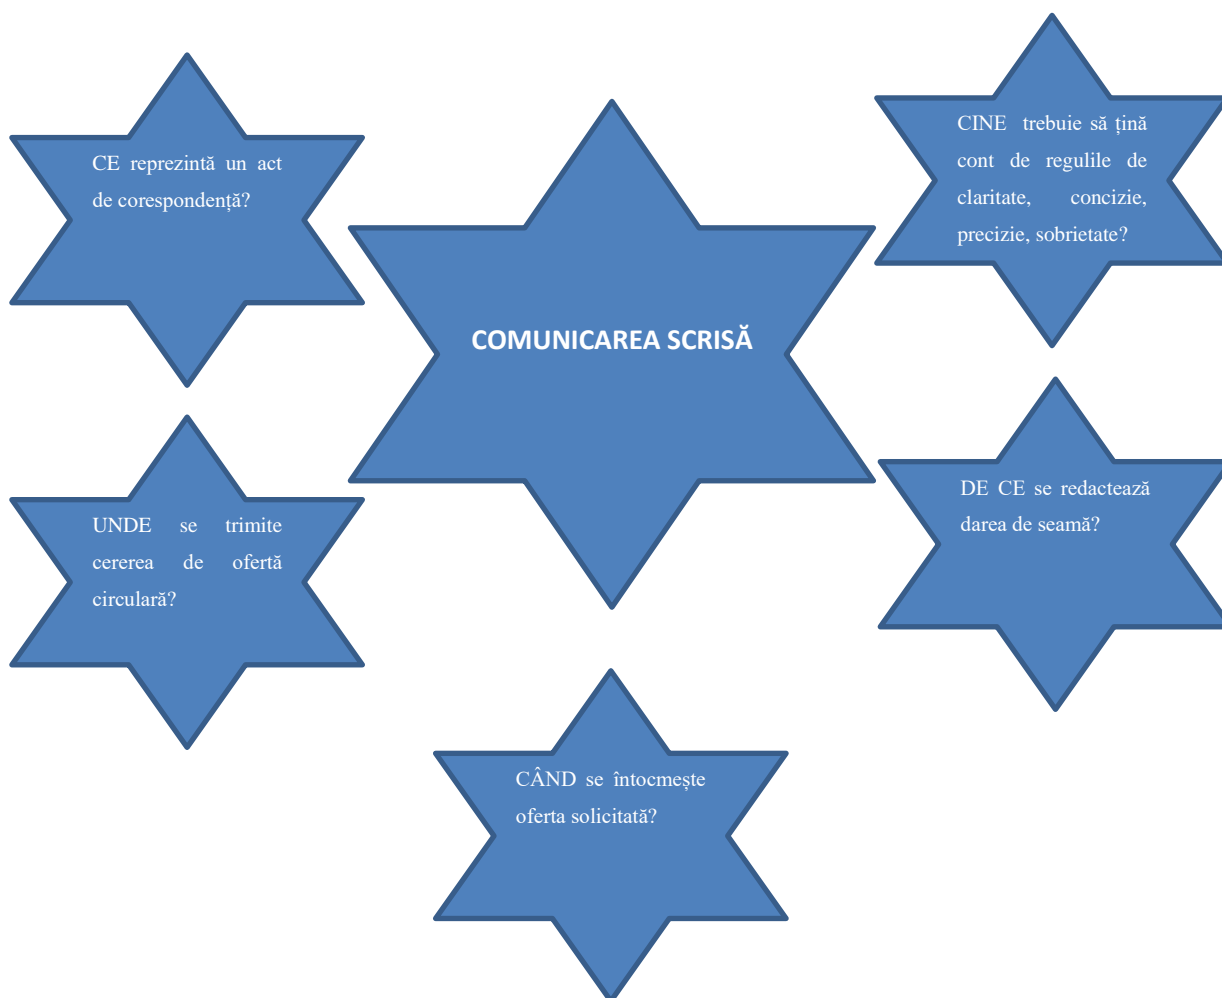 CE reprezintă un act
de corespondență?
COMUNICAREA SCRISĂ
CINE trebuie să țină
cont de regulile de
claritate, concizie,
precizie, sobrietate?
UNDE se trimite
cererea de ofertă
circulară?
DE CE se redactează
darea de seamă?
CÂND se întocmește
oferta solicitată?